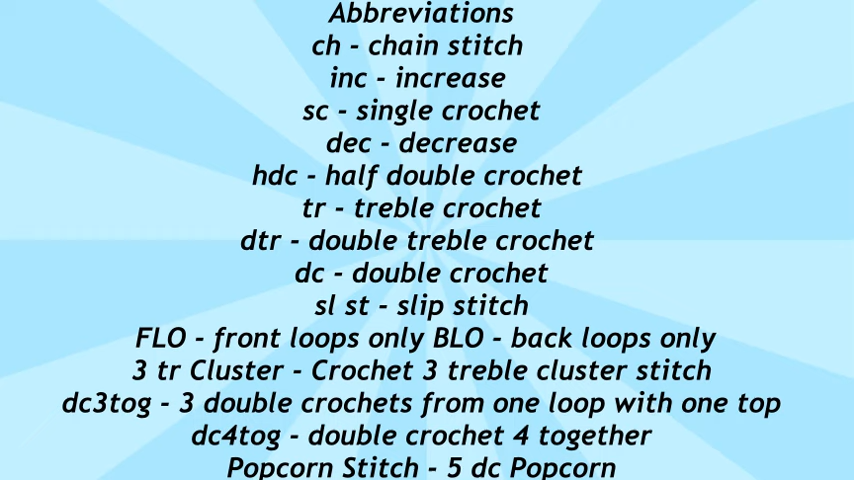 Abbreviations
ch - chain stitch
inc - increase
sc - single crochet
dec - decrease
hdc - half double crochet
tr - treble crochet
dtr - double treble crochet
dc - double crochet
sl st - slip stitch
FLO - front loops only BLO - back loops only
3 tr Cluster - Crochet 3 treble cluster stitch
dc3tog - 3 double crochets from one loop with one top
dc4tog - double crochet 4 together
Popcorn Stitch - 5 dc Popcorn